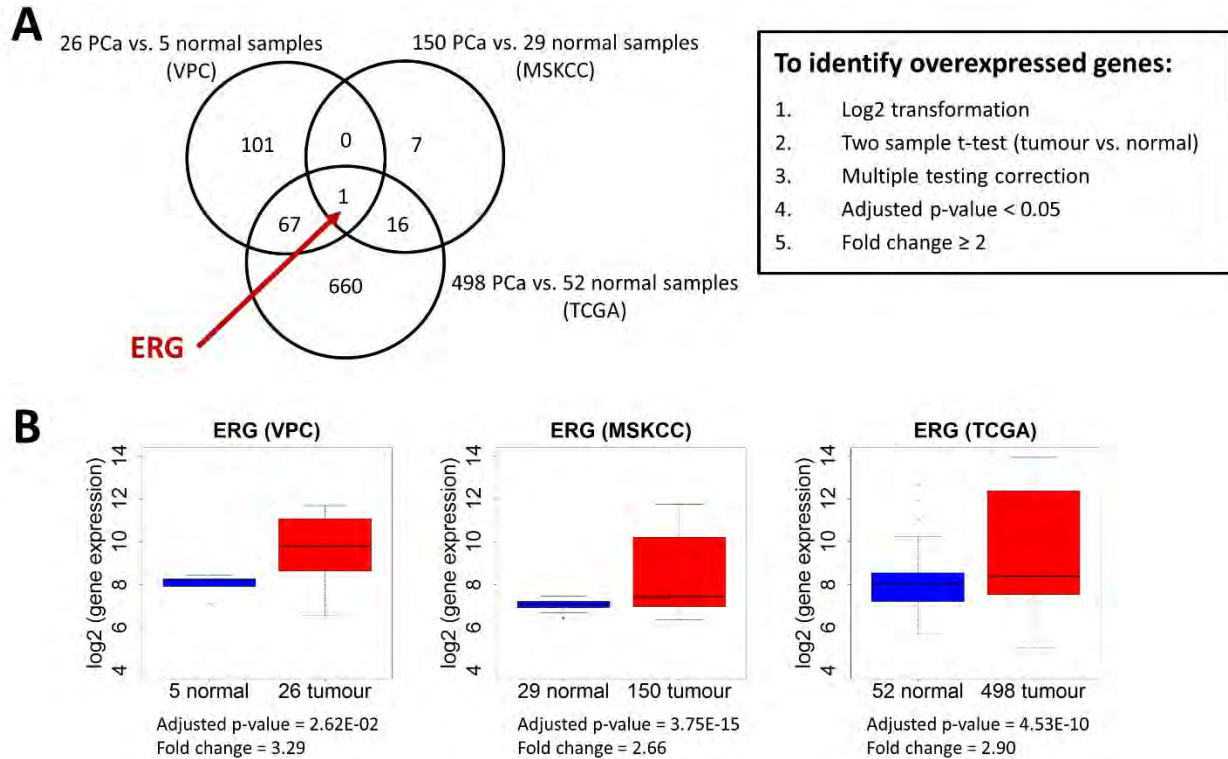 A
26 PCa vs. 5 normal samples
(VPC)
150 PCa vs. 29 normal samples
(MSKCC)
101
0
7
1
67
16
660
498 PCa vs. 52 normal samples
(TCGA)
ERG
To identify overexpressed genes:
1. Log2 transformation
2. Two sample t-test (tumour vs. normal)
3. Multiple testing correction
4. Adjusted p-value < 0.05
5. Fold change ≥ 2
B
ERG (VPC)
log2 (gene expression)
14
12
10
8
6
4
5 normal
26 tumour
Adjusted p-value = 2.62E-02
Fold change = 3.29
ERG (MSKCC)
log2 (gene expression)
14
12
10
8
6
4
29 normal
150 tumour
Adjusted p-value = 3.75E-15
Fold change = 2.66
ERG (TCGA)
log2 (gene expression)
14
12
10
8
6
4
52 normal
498 tumour
Adjusted p-value = 4.53E-10
Fold change = 2.90